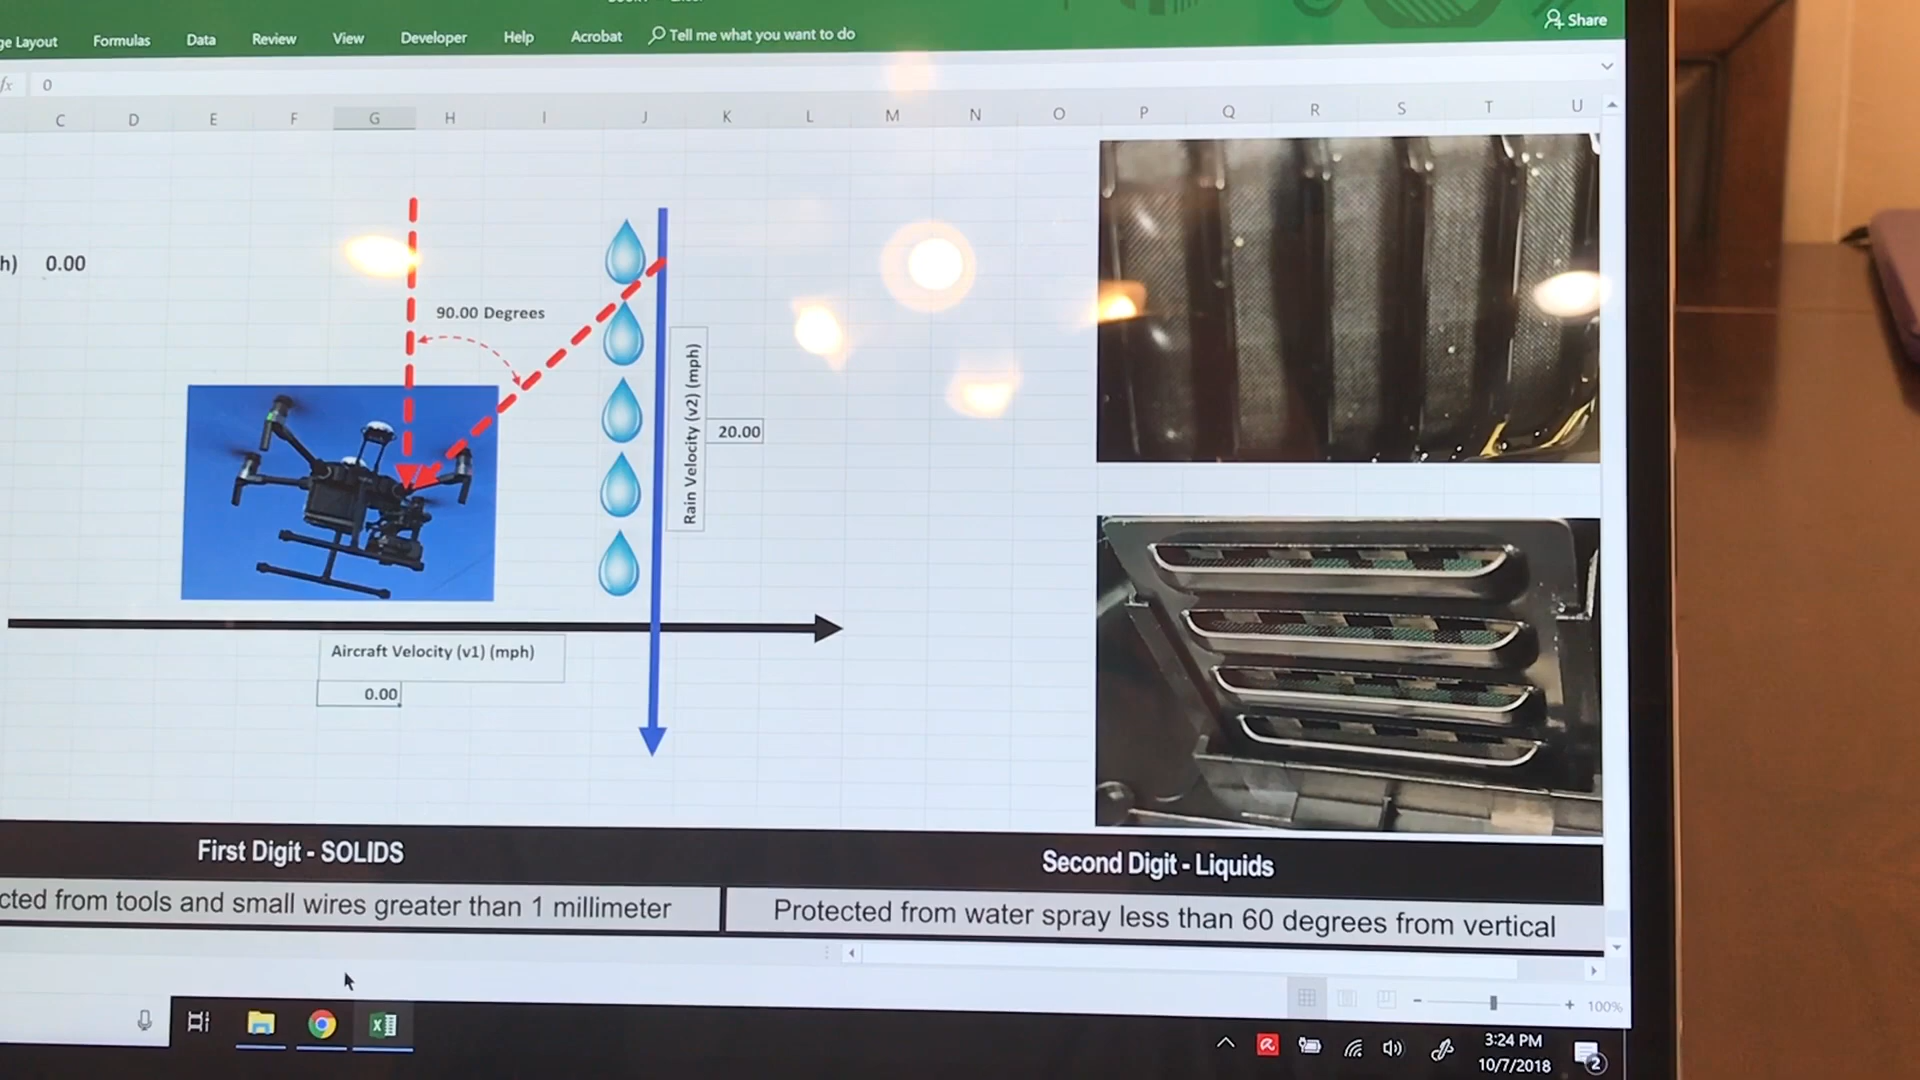 ge Layout Formulas Data Review View Developer Help Acrobat Tell me what you want to do Share
fx 0
C D E F G H I J K L M N O P Q R S T U
h) 0.00
90.00 Degrees
Rain Velocity (v2) (mph)
20.00
Aircraft Velocity (v1) (mph)
0.00
First Digit - SOLIDS Second Digit - Liquids
cted from tools and small wires greater than 1 millimeter Protected from water spray less than 60 degrees from vertical
100%
3:24 PM
10/7/2018
2